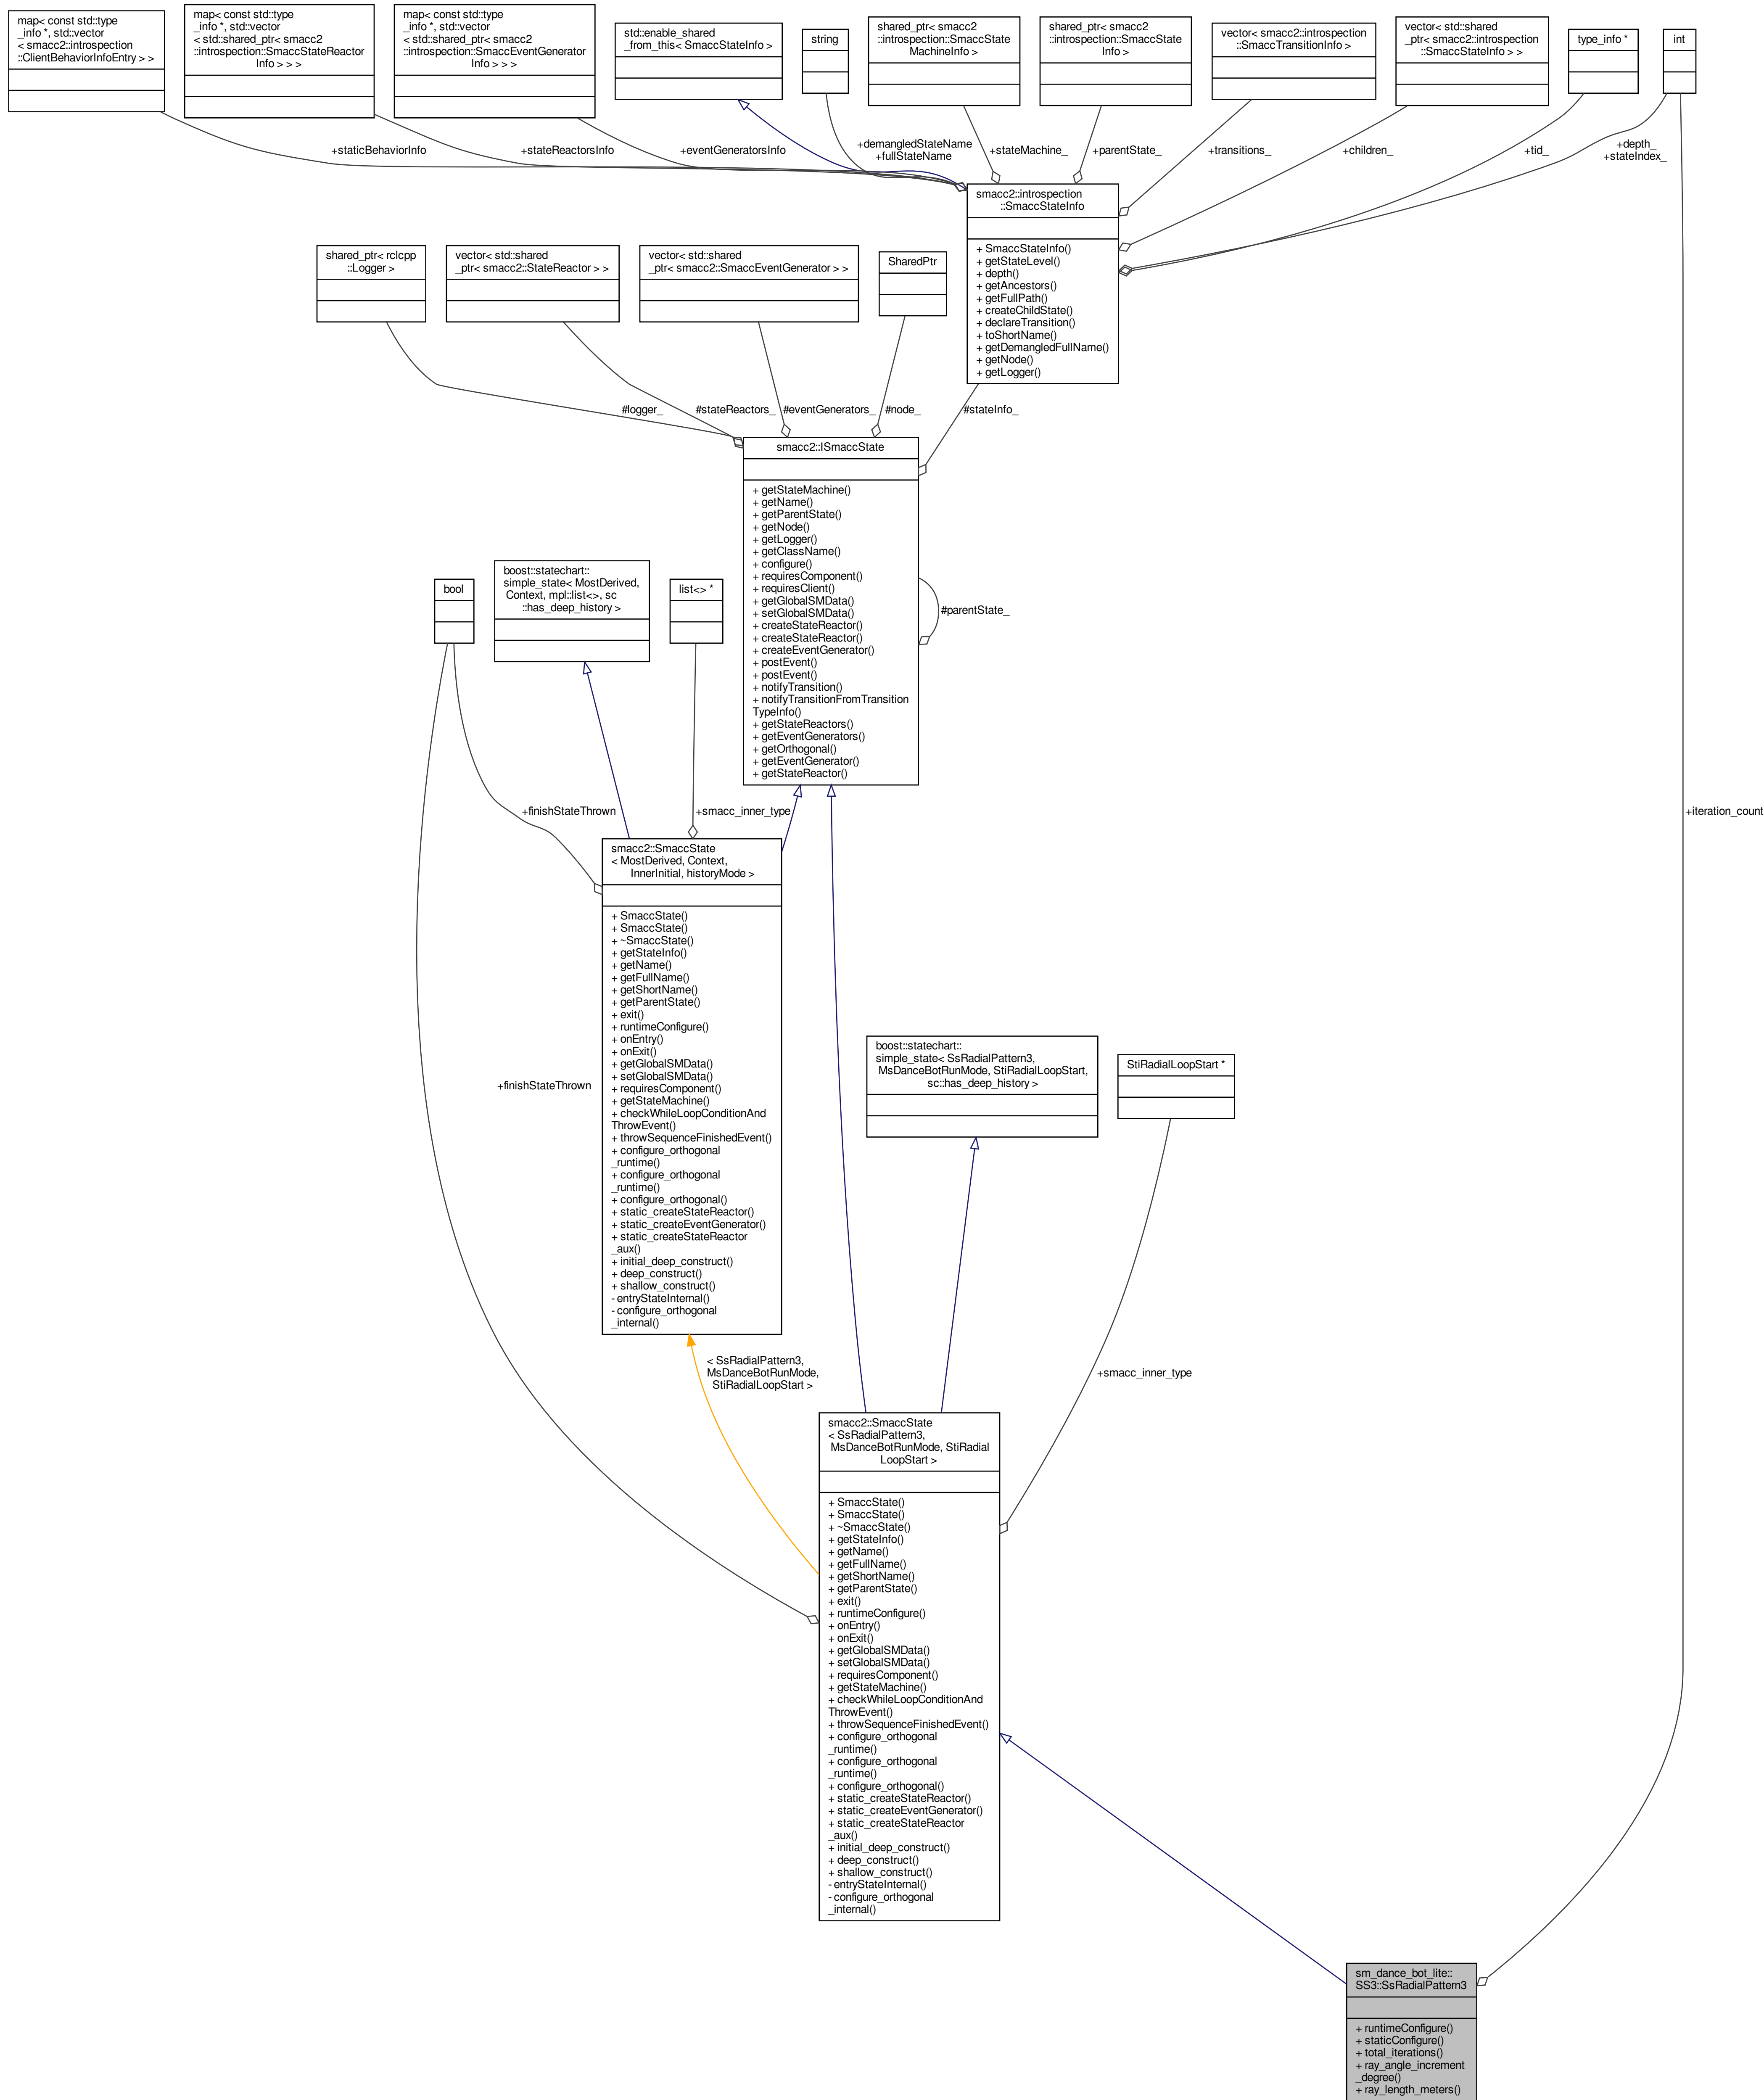 map< const std::type
_info *, std::vector
< smacc2::introspection
::ClientBehaviorInfoEntry > >
map< const std::type
_info *, std::vector
< std::shared_ptr< smacc2
::introspection::SmaccStateReactor
Info > > >
map< const std::type
_info *, std::vector
< std::shared_ptr< smacc2
::introspection::SmaccEventGenerator
Info > > >
std::enable_shared
_from_this< SmaccStateInfo >
string
shared_ptr< smacc2
::introspection::SmaccState
MachineInfo >
shared_ptr< smacc2
::introspection::SmaccState
Info >
vector< smacc2::introspection
::SmaccTransitionInfo >
vector< std::shared
_ptr< smacc2::introspection
::SmaccStateInfo > >
type_info *
int
+staticBehaviorInfo
+stateReactorsInfo
+eventGeneratorsInfo
+demangledStateName
+fullStateName
+stateMachine_
+parentState_
+transitions_
+children_
+tid_
+depth_
+stateIndex_
smacc2::introspection
::SmaccStateInfo
+ SmaccStateInfo()
+ getStateLevel()
+ depth()
+ getAncestors()
+ getFullPath()
+ createChildState()
+ declareTransition()
+ toShortName()
+ getDemangledFullName()
+ getNode()
+ getLogger()
shared_ptr< rclcpp
::Logger >
vector< std::shared
_ptr< smacc2::StateReactor > >
vector< std::shared
_ptr< smacc2::SmaccEventGenerator > >
SharedPtr
#logger_
#stateReactors_
#eventGenerators_
#node_
#stateInfo_
smacc2::ISmaccState
+ getStateMachine()
+ getName()
+ getParentState()
+ getNode()
+ getLogger()
+ getClassName()
+ configure()
+ requiresComponent()
+ requiresClient()
+ getGlobalSMData()
+ setGlobalSMData()
+ createStateReactor()
+ createStateReactor()
+ createEventGenerator()
+ postEvent()
+ postEvent()
+ notifyTransition()
+ notifyTransitionFromTransition
TypeInfo()
+ getStateReactors()
+ getEventGenerators()
+ getOrthogonal()
+ getEventGenerator()
+ getStateReactor()
#parentState_
bool
boost::statechart::
simple_state< MostDerived,
Context, mpl::list<>, sc
::has_deep_history >
list<> *
+finishStateThrown
+smacc_inner_type
+iteration_count
smacc2::SmaccState
< MostDerived, Context,
InnerInitial, historyMode >
+ SmaccState()
+ SmaccState()
+ ~SmaccState()
+ getStateInfo()
+ getName()
+ getFullName()
+ getShortName()
+ getParentState()
+ exit()
+ runtimeConfigure()
+ onEntry()
+ onExit()
+ getGlobalSMData()
+ setGlobalSMData()
+ requiresComponent()
+ getStateMachine()
+ checkWhileLoopConditionAnd
ThrowEvent()
+ throwSequenceFinishedEvent()
+ configure_orthogonal
_runtime()
+ configure_orthogonal
_runtime()
+ configure_orthogonal()
+ static_createStateReactor()
+ static_createEventGenerator()
+ static_createStateReactor
_aux()
+ initial_deep_construct()
+ deep_construct()
+ shallow_construct()
- entryStateInternal()
- configure_orthogonal
_internal()
+finishStateThrown
boost::statechart::
simple_state< SsRadialPattern3,
MsDanceBotRunMode, StiRadialLoopStart,
sc::has_deep_history >
StiRadialLoopStart *
< SsRadialPattern3,
MsDanceBotRunMode,
StiRadialLoopStart >
+smacc_inner_type
smacc2::SmaccState
< SsRadialPattern3,
MsDanceBotRunMode, StiRadial
LoopStart >
+ SmaccState()
+ SmaccState()
+ ~SmaccState()
+ getStateInfo()
+ getName()
+ getFullName()
+ getShortName()
+ getParentState()
+ exit()
+ runtimeConfigure()
+ onEntry()
+ onExit()
+ getGlobalSMData()
+ setGlobalSMData()
+ requiresComponent()
+ getStateMachine()
+ checkWhileLoopConditionAnd
ThrowEvent()
+ throwSequenceFinishedEvent()
+ configure_orthogonal
_runtime()
+ configure_orthogonal
_runtime()
+ configure_orthogonal()
+ static_createStateReactor()
+ static_createEventGenerator()
+ static_createStateReactor
_aux()
+ initial_deep_construct()
+ deep_construct()
+ shallow_construct()
- entryStateInternal()
- configure_orthogonal
_internal()
sm_dance_bot_lite::
SS3::SsRadialPattern3
+ runtimeConfigure()
+ staticConfigure()
+ total_iterations()
+ ray_angle_increment
_degree()
+ ray_length_meters()